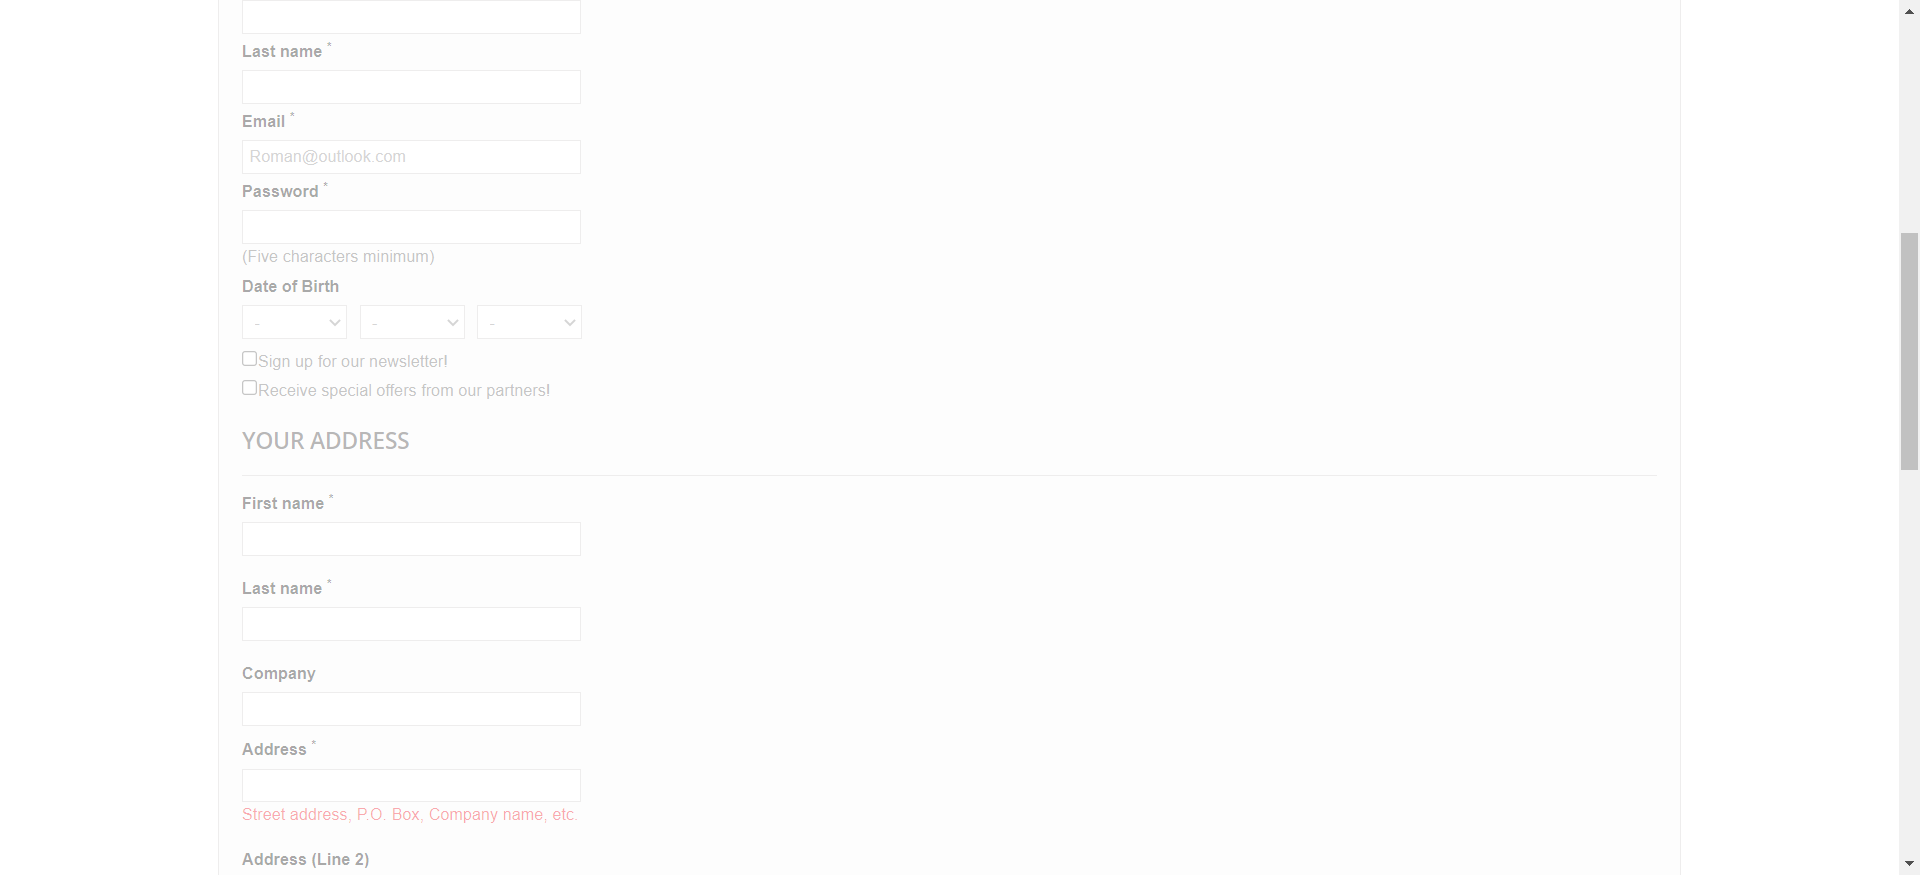 Last name *
Email *
Roman@outlook.com
Password *
(Five characters minimum)
Date of Birth
- - -
Sign up for our newsletter!
Receive special offers from our partners!
YOUR ADDRESS
First name *
Last name *
Company
Address *
Street address, P.O. Box, Company name, etc.
Address (Line 2)